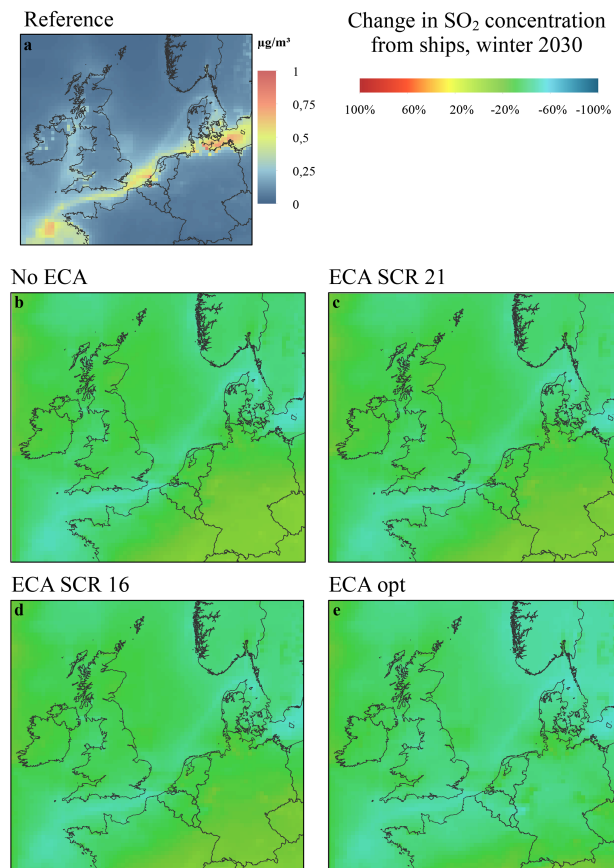 Reference
Change in SO₂ concentration
from ships, winter 2030
a
µg/m³
1
0,75
0,5
0,25
0
100% 60% 20% -20% -60% -100%
No ECA
ECA SCR 21
b
c
ECA SCR 16
ECA opt
d
e